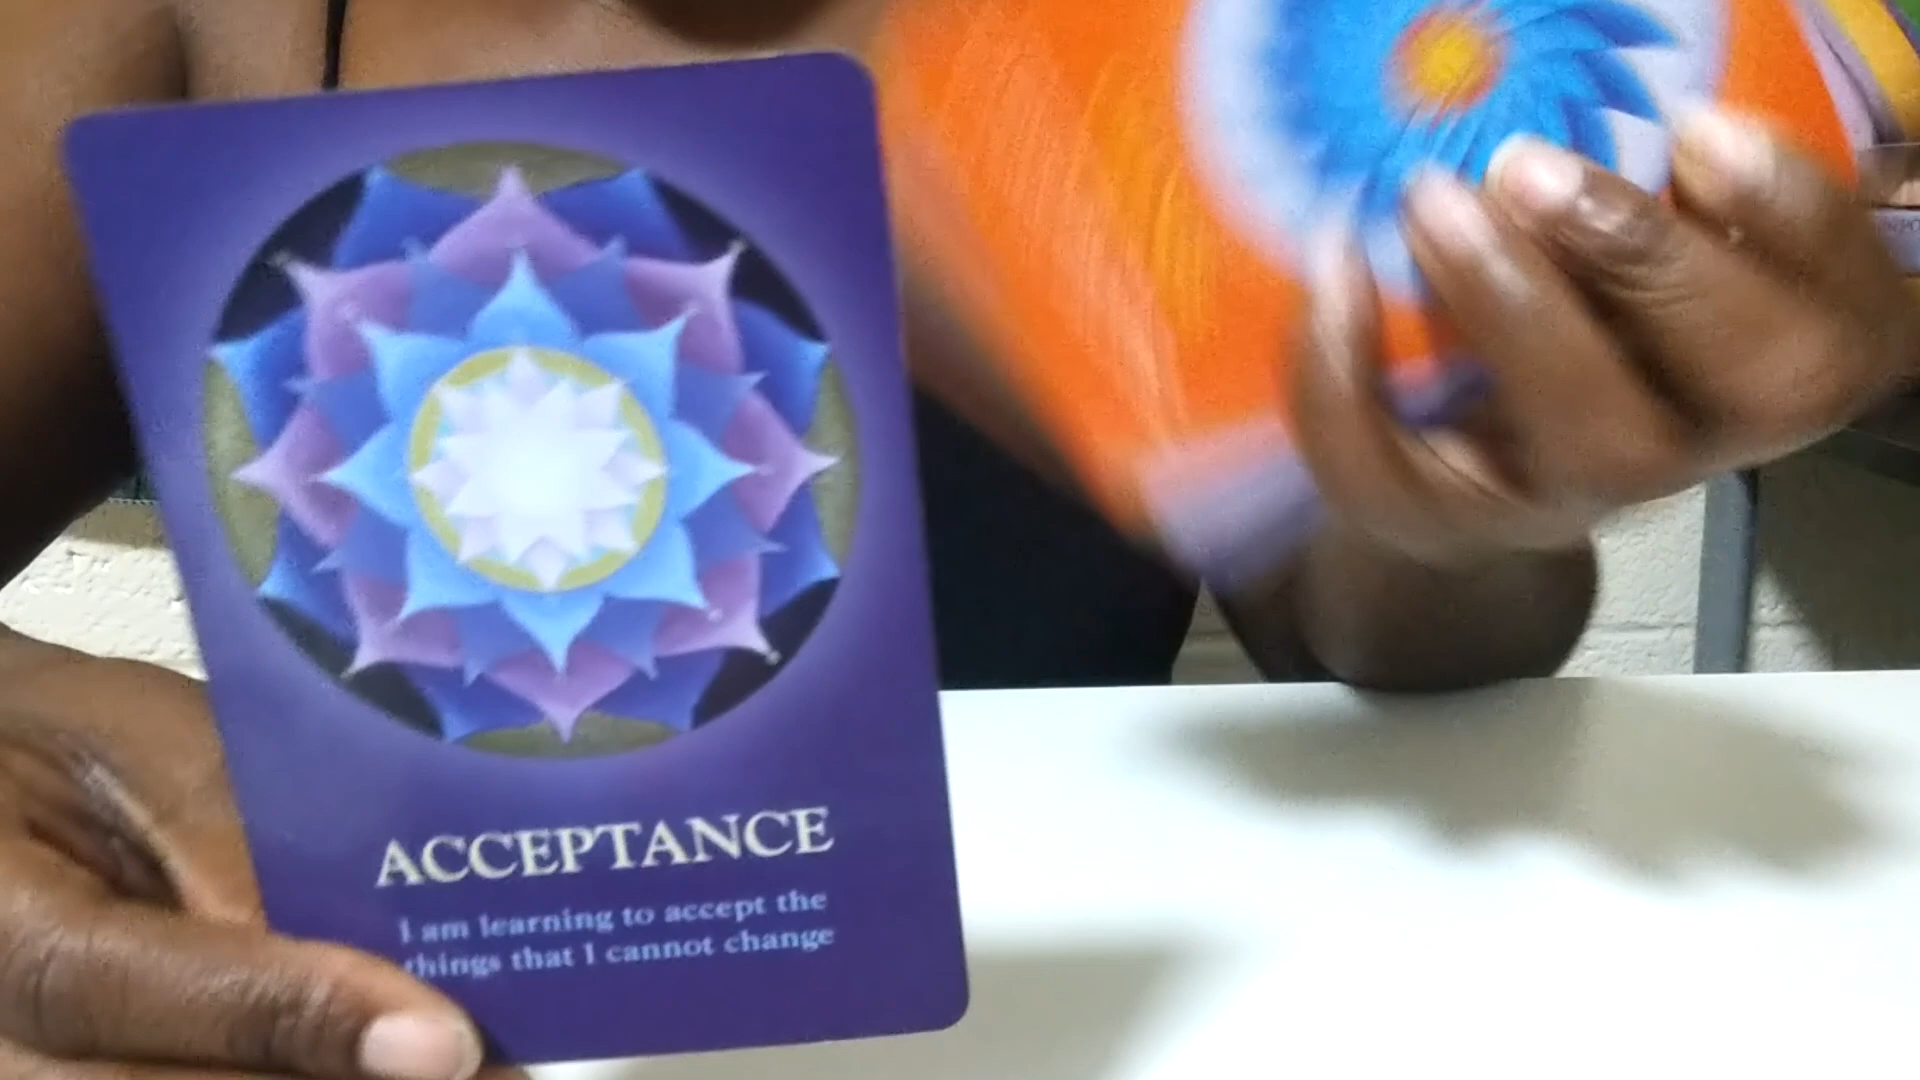 ACCEPTANCE
I am learning to accept the
things that I cannot change